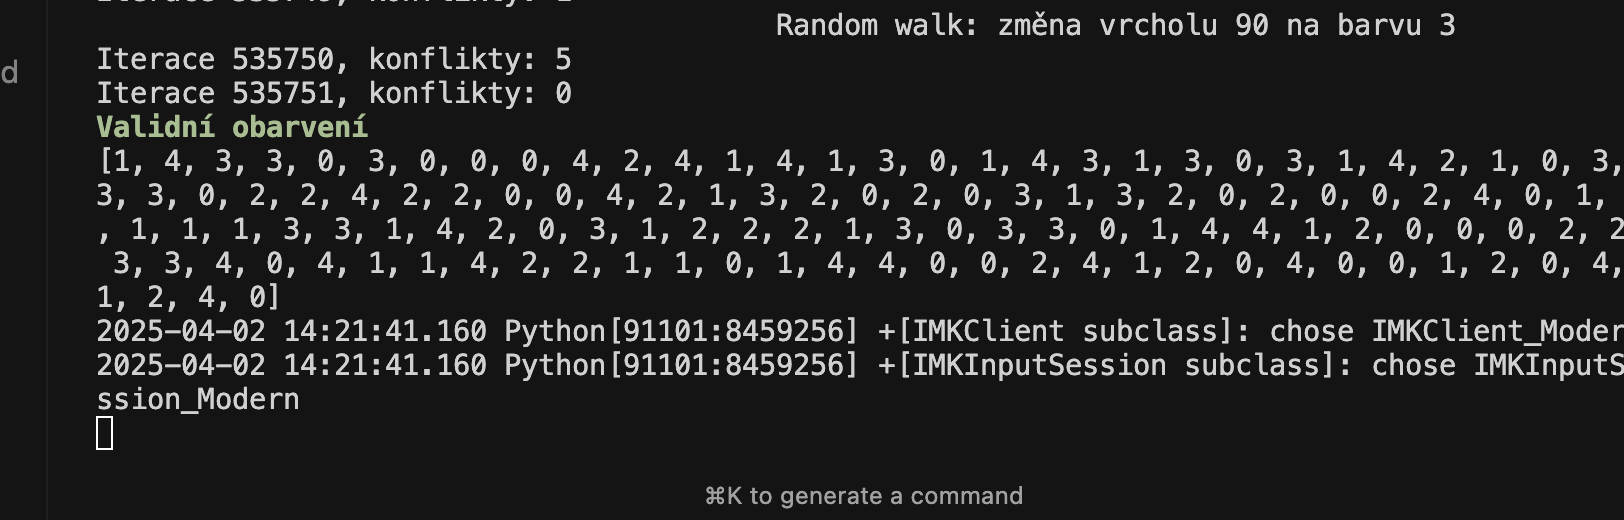 Random walk: změna vrcholu 90 na barvu 3
Iterace 535750, konflikty: 5
Iterace 535751, konflikty: 0
Validní obarvení
[1, 4, 3, 3, 0, 3, 0, 0, 0, 4, 2, 4, 1, 4, 1, 3, 0, 1, 4, 3, 1, 3, 0, 3, 1, 4, 2, 1, 0, 3,
3, 3, 0, 2, 2, 4, 2, 2, 0, 0, 4, 2, 1, 3, 2, 0, 2, 0, 3, 1, 3, 2, 0, 2, 0, 0, 2, 4, 0, 1,
, 1, 1, 1, 3, 3, 1, 4, 2, 0, 3, 1, 2, 2, 2, 1, 3, 0, 3, 3, 0, 1, 4, 4, 1, 2, 0, 0, 0, 2, 2
3, 3, 4, 0, 4, 1, 1, 4, 2, 2, 1, 1, 0, 1, 4, 4, 0, 0, 2, 4, 1, 2, 0, 4, 0, 0, 1, 2, 0, 4,
1, 2, 4, 0]
2025-04-02 14:21:41.160 Python[91101:8459256] +[IMKClient subclass]: chose IMKClient_Moder
2025-04-02 14:21:41.160 Python[91101:8459256] +[IMKInputSession subclass]: chose IMKInputS
ssion_Modern
d
⌘K to generate a command